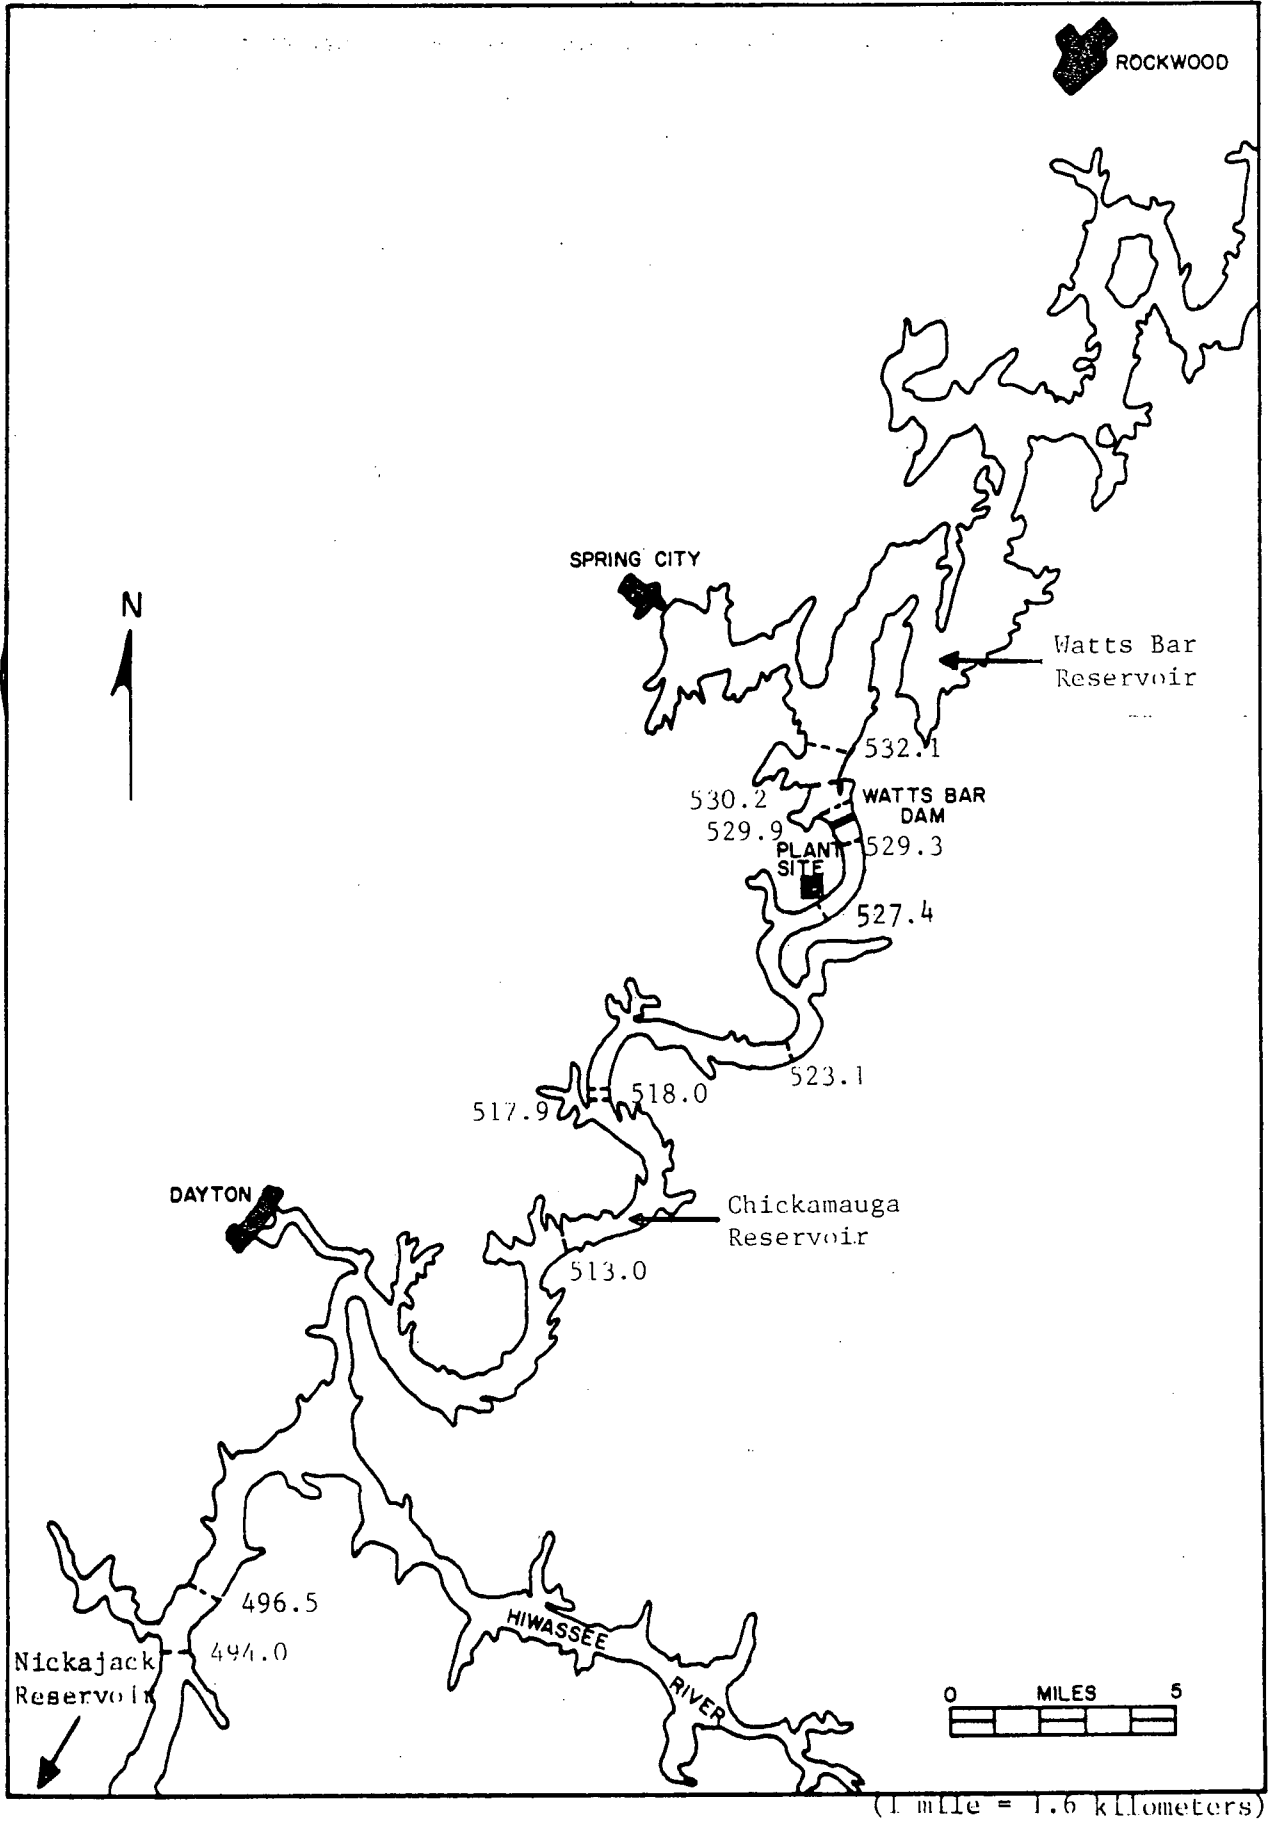 ROCKWOOD
SPRING CITY
N
Watts Bar
Reservoir
532.1
530.2
WATTS BAR
DAM
529.9
PLANT
SITE
529.3
527.4
523.1
518.0
517.9
DAYTON
Chickamauga
Reservoir
513.0
496.5
HIWASSEE
494.0
Nickajack
Reservoir
RIVER
0 MILES 5
(1 mile = 1.6 kilometers)